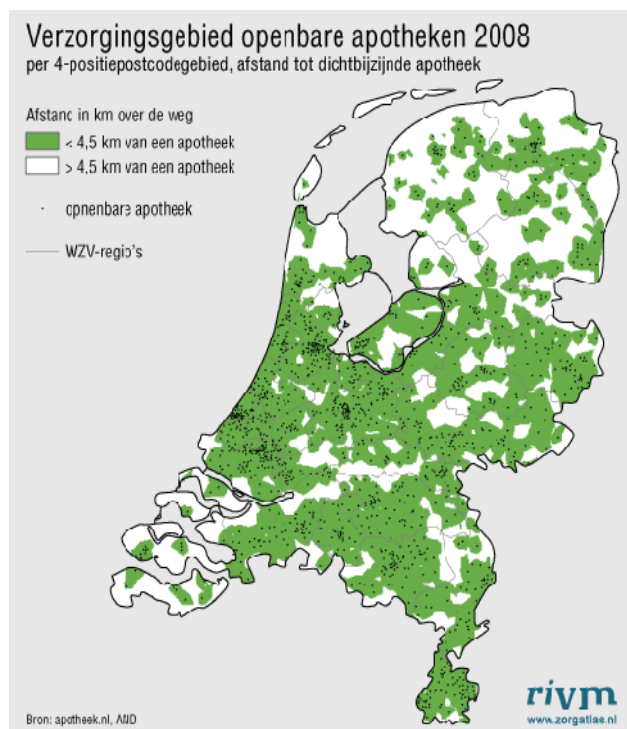 Verzorgingsgebied openbare apotheken 2008
per 4-positiepostcodegebied, afstand tot dichtbijzijnde apotheek
Afstand in km over de weg
< 4,5 km van een apotheek
> 4,5 km van een apotheek
opnenbare apotheek
WZV-regio's
rivm
Bron: apotheek.nl, AND
www.zorgatlas.nl